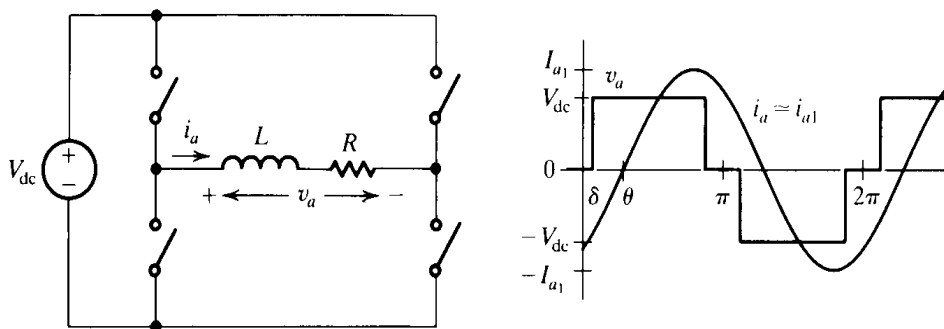 V_dc
+
−
i_a
L
R
+ v_a −
I_a1
V_dc
0
−V_dc
−I_a1
v_a
i_a ≃ i_a1
δ θ π 2π